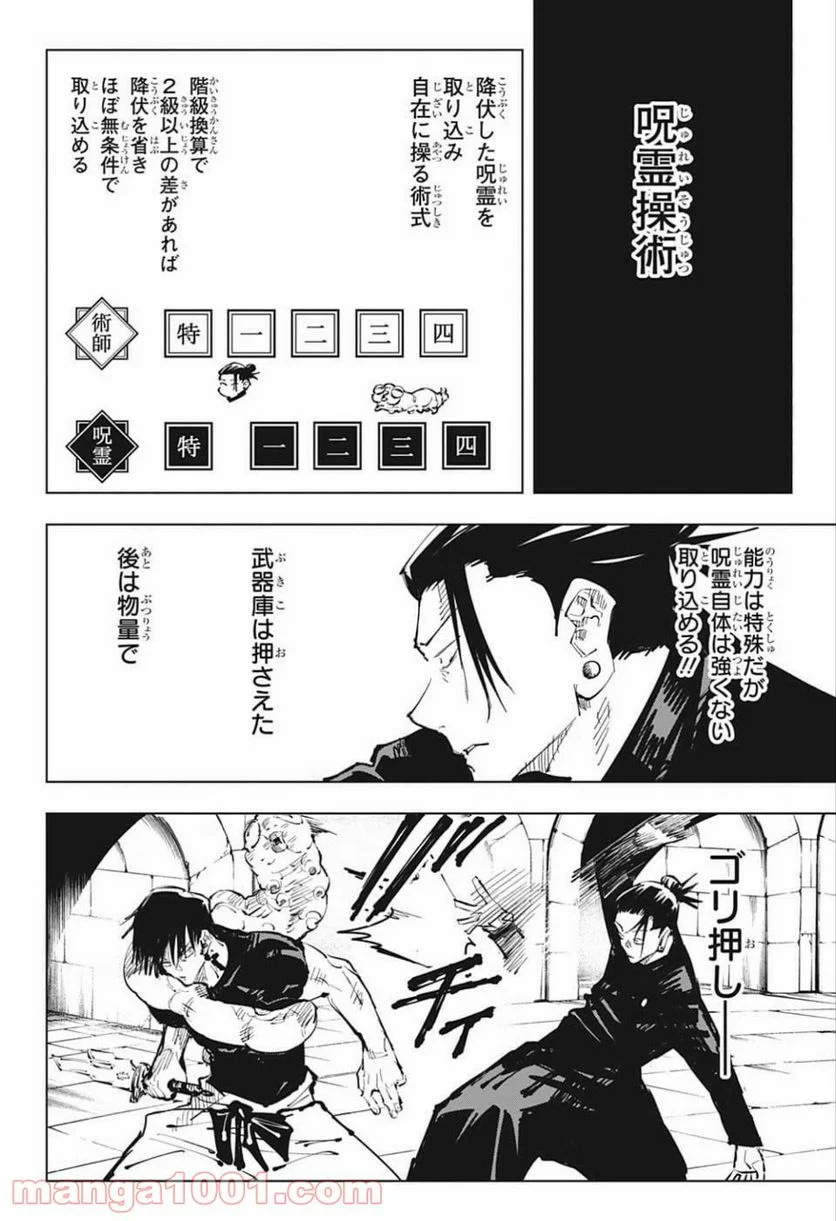 呪霊操術
降伏した呪霊を
取り込み
自在に操る術式
階級換算で
２級以上の差があれば
降伏を省き
ほぼ無条件で
取り込める
術師
特 一 二 三 四
呪霊
特 一 二 三 四
能力は特殊だが
呪霊自体は強くない
取り込める!!
武器庫は押さえた
後は物量で
ゴリ押し――
チィ
manga1001.com